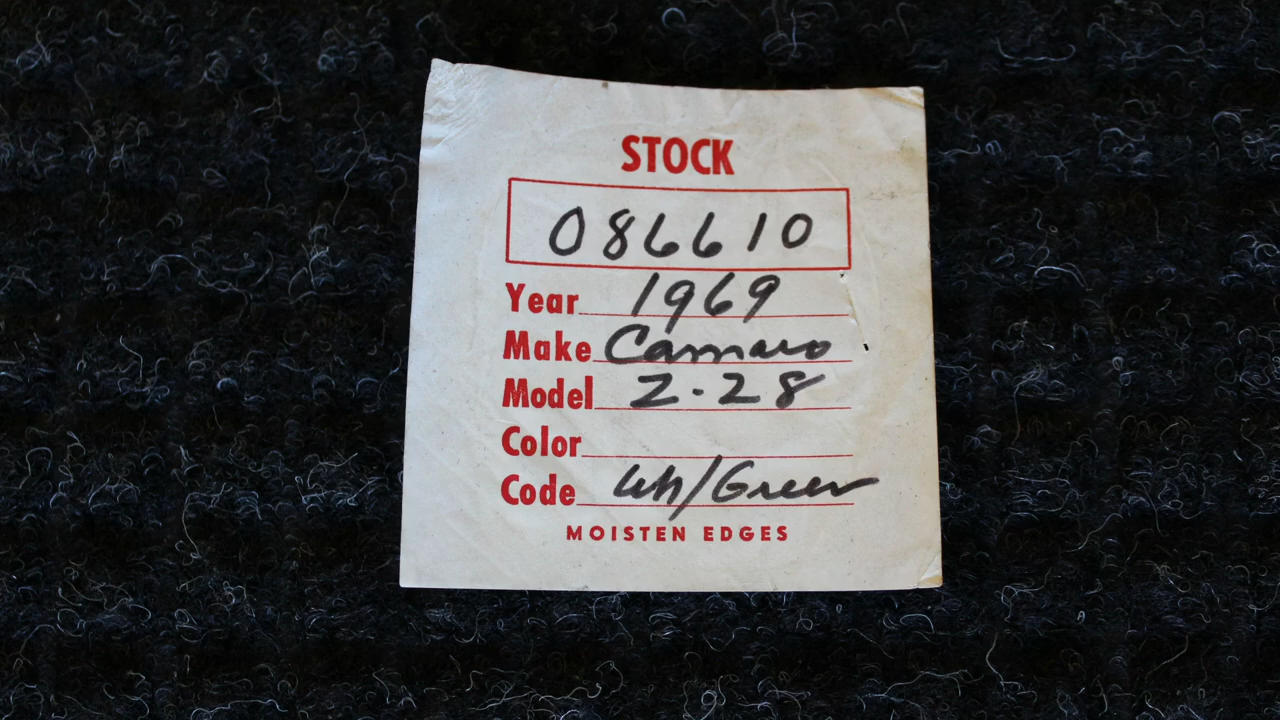 STOCK
086610
Year 1969
Make Camaro
Model Z-28
Color
Code Wh/Green
MOISTEN EDGES